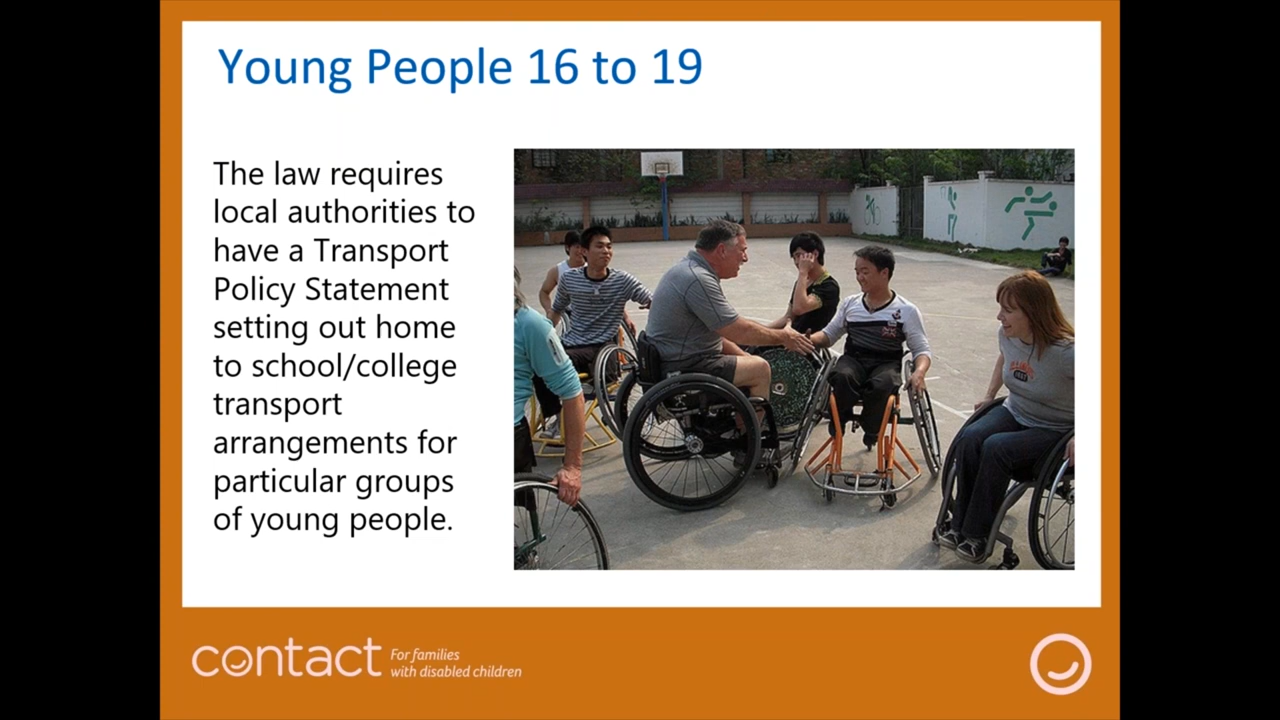 Young People 16 to 19
The law requires
local authorities to
have a Transport
Policy Statement
setting out home
to school/college
transport
arrangements for
particular groups
of young people.
contact
For families
with disabled children